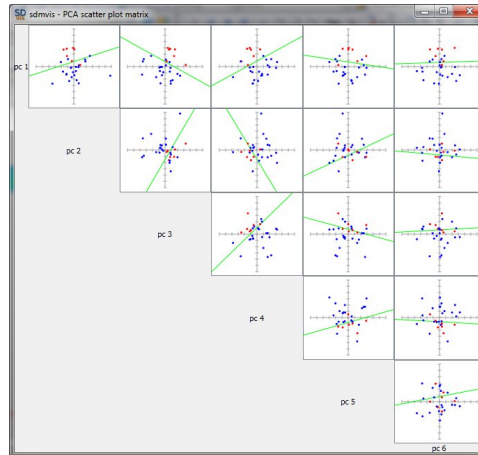 SD sdmvis - PCA scatter plot matrix
pc 1
pc 2
pc 3
pc 4
pc 5
pc 6